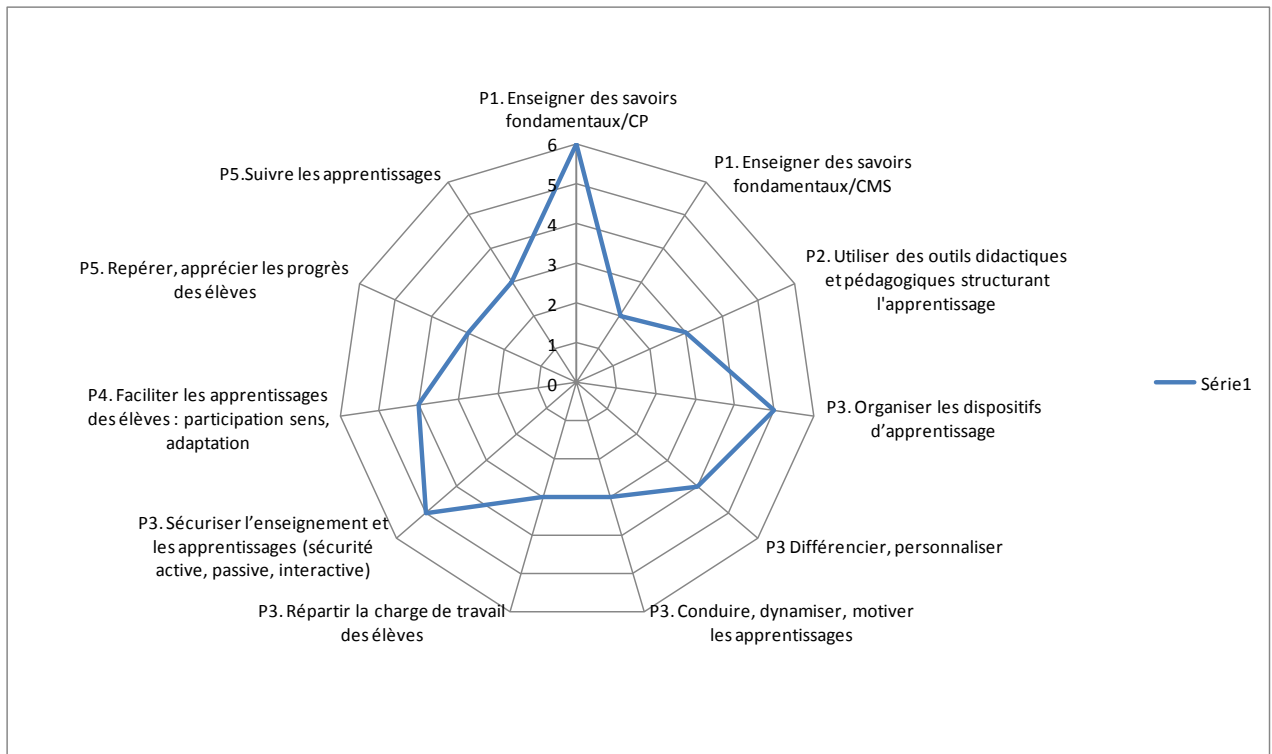 P1. Enseigner des savoirs
fondamentaux/CP
P1. Enseigner des savoirs
fondamentaux/CMS
P2. Utiliser des outils didactiques
et pédagogiques structurant
l'apprentissage
P3. Organiser les dispositifs
d’apprentissage
P3 Différencier, personnaliser
P3. Conduire, dynamiser, motiver
les apprentissages
P3. Répartir la charge de travail
des élèves
P3. Sécuriser l’enseignement et
les apprentissages (sécurité
active, passive, interactive)
P4. Faciliter les apprentissages
des élèves : participation sens,
adaptation
P5. Repérer, apprécier les progrès
des élèves
P5.Suivre les apprentissages
6
5
4
3
2
1
0
Série1